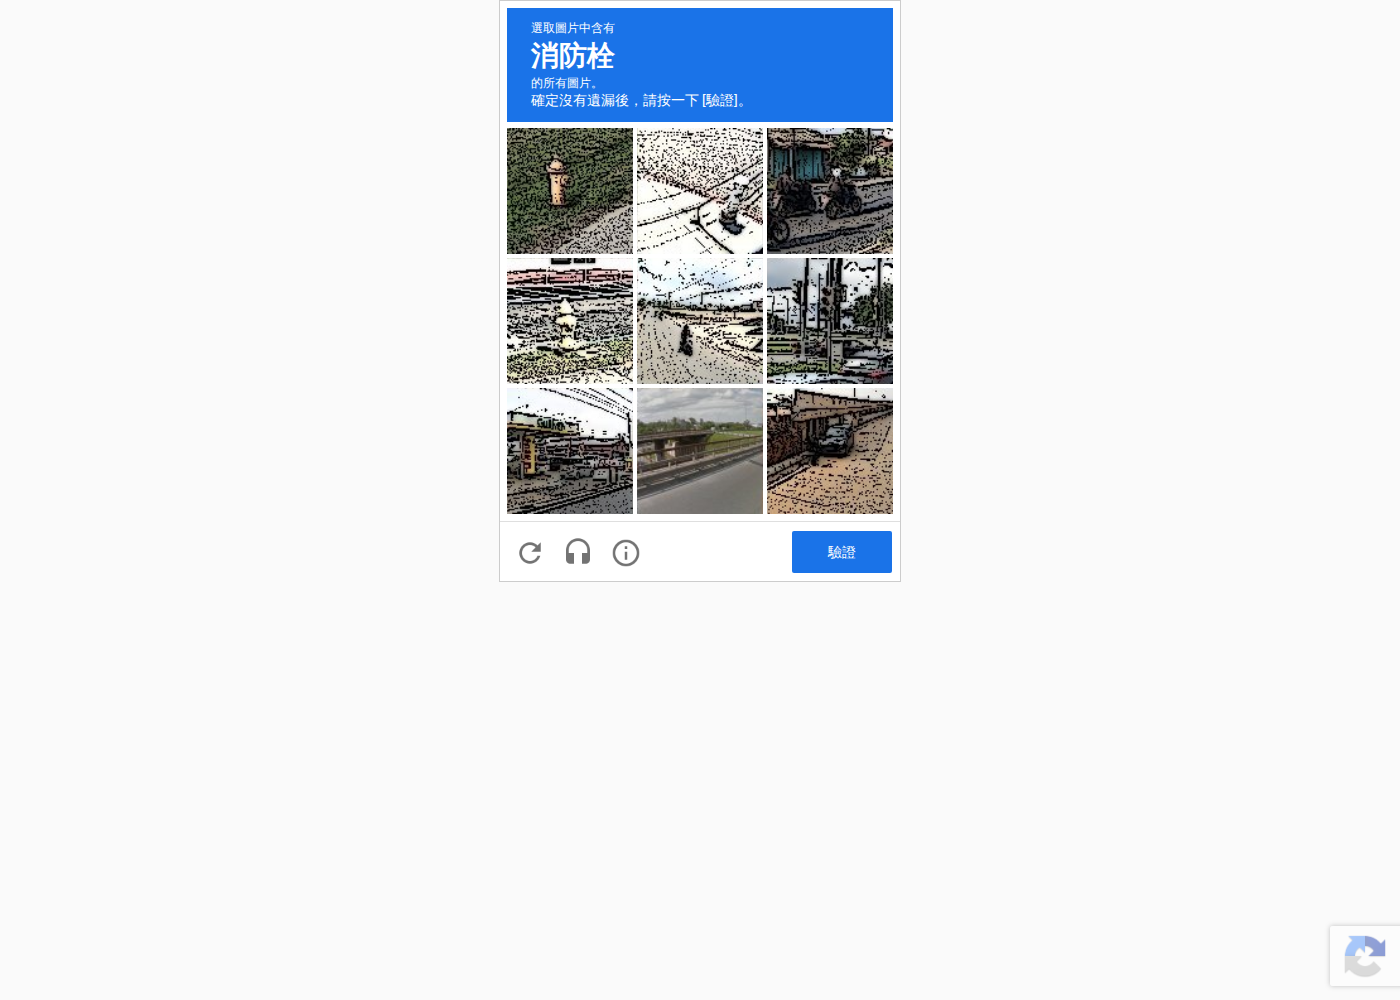 選取圖片中含有
消防栓
的所有圖片。
確定沒有遺漏後，請按一下 [驗證]。
驗證